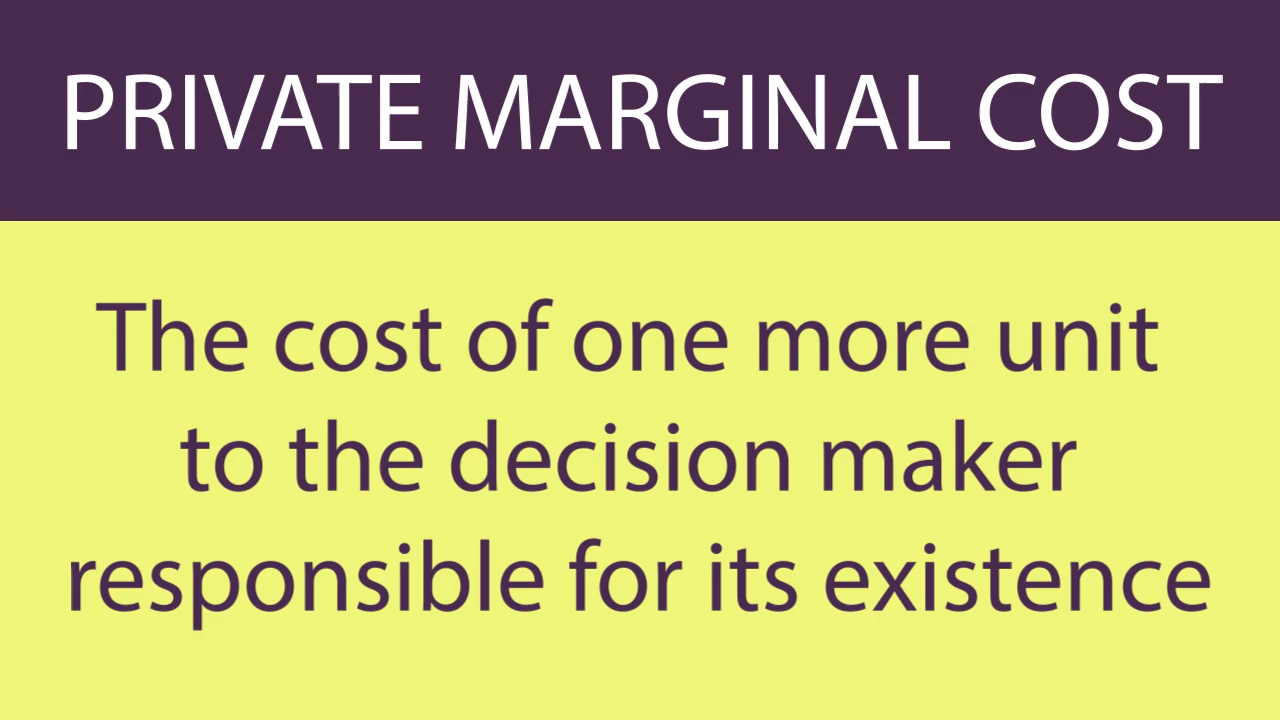 PRIVATE MARGINAL COST
The cost of one more unit
to the decision maker
responsible for its existence